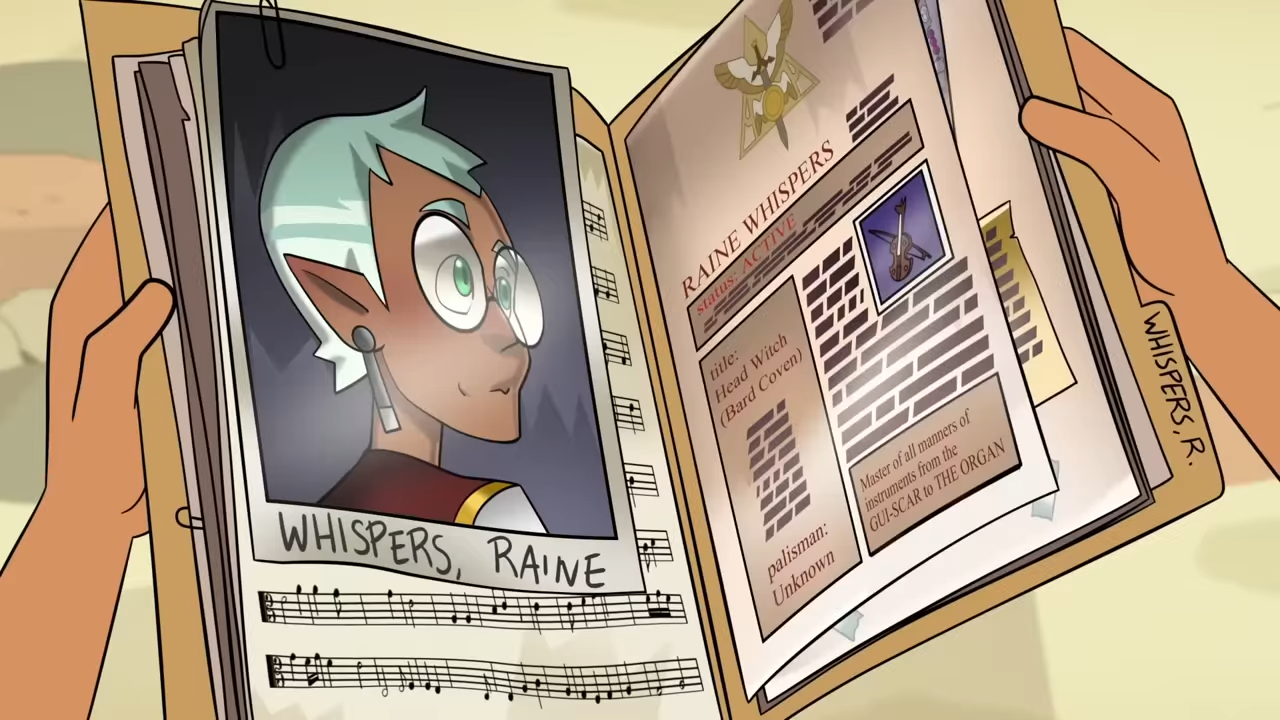 WHISPERS, RAINE
RAINE WHISPERS
status: ACTIVE
title:
Head Witch
(Bard Coven)
palisman:
Unknown
Master of all manners of
instruments from the
GUI-SCAR to THE ORGAN
WHISPERS, R.